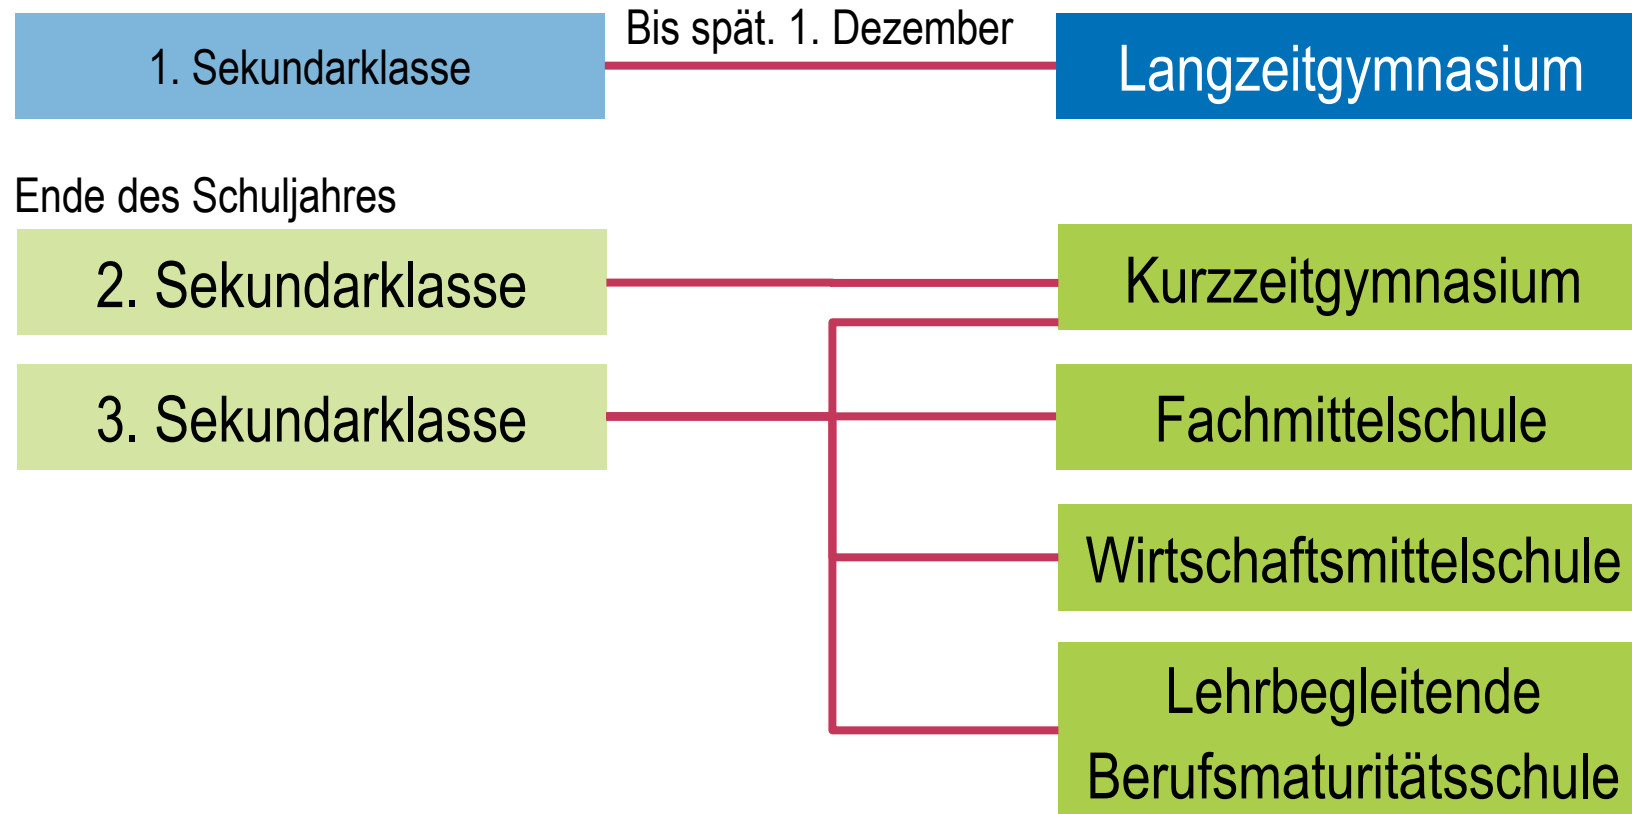 Bis spät. 1. Dezember
1. Sekundarklasse
Langzeitgymnasium
Ende des Schuljahres
2. Sekundarklasse
Kurzzeitgymnasium
3. Sekundarklasse
Fachmittelschule
Wirtschaftsmittelschule
Lehrbegleitende
Berufsmaturitätsschule